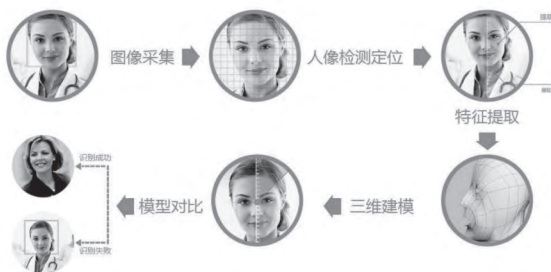 图像采集
人像检测定位
特征提取
三维建模
模型对比
识别成功
识别失败